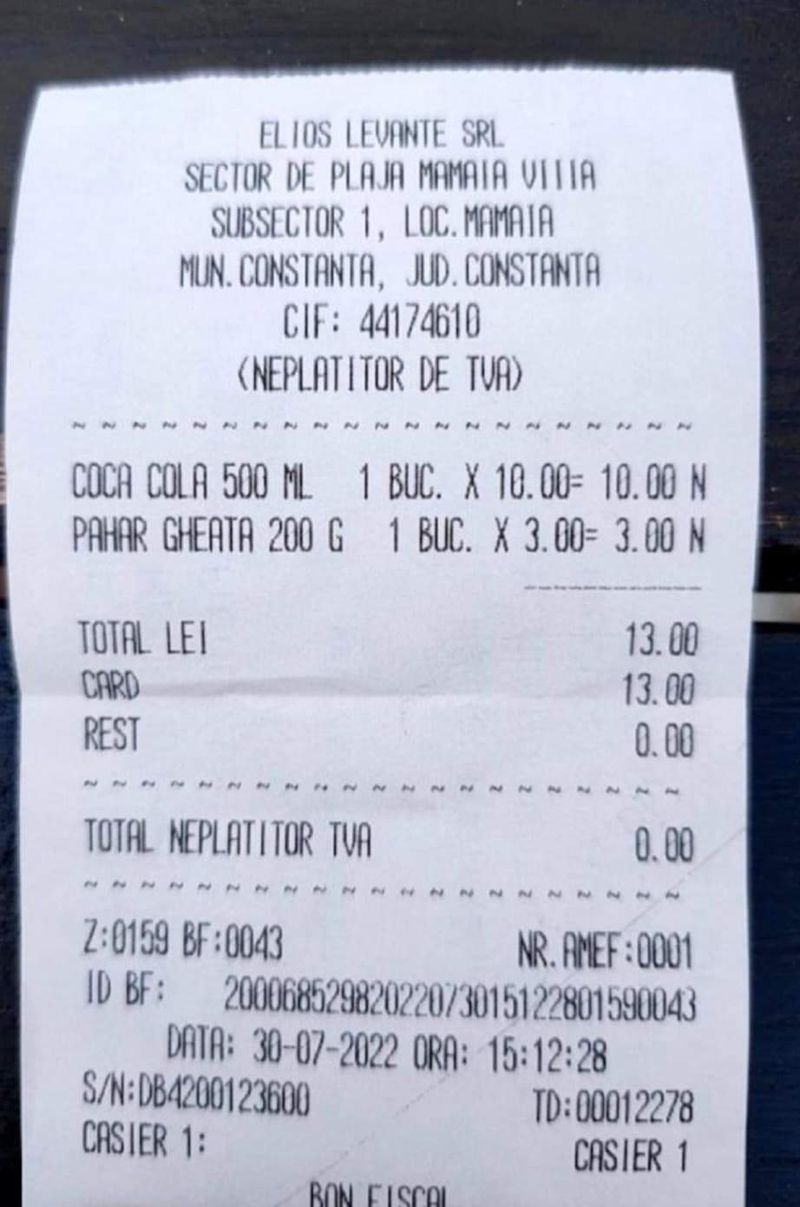 ELIOS LEVANTE SRL
SECTOR DE PLAJA MAMAIA VIIIA
SUBSECTOR 1, LOC.MAMAIA
MUN.CONSTANTA, JUD.CONSTANTA
CIF: 44174610
(NEPLATITOR DE TVA)
~ ~ ~ ~ ~ ~ ~ ~ ~ ~ ~ ~ ~ ~ ~ ~ ~ ~ ~ ~ ~
COCA COLA 500 ML 1 BUC. X 10.00= 10.00 N
PAHAR GHEATA 200 G 1 BUC. X 3.00= 3.00 N
TOTAL LEI 13.00
CARD 13.00
REST 0.00
~ ~ ~ ~ ~ ~ ~ ~ ~ ~ ~ ~ ~ ~ ~ ~ ~ ~ ~ ~ ~
TOTAL NEPLATITOR TVA 0.00
~ ~ ~ ~ ~ ~ ~ ~ ~ ~ ~ ~ ~ ~ ~ ~ ~ ~ ~ ~ ~
Z:0159 BF:0043 NR.AMEF:0001
ID BF: 20006852982022073015122801590043
DATA: 30-07-2022 ORA: 15:12:28
S/N:DB4200123600 TD:00012278
CASIER 1: CASIER 1
BON FISCAL